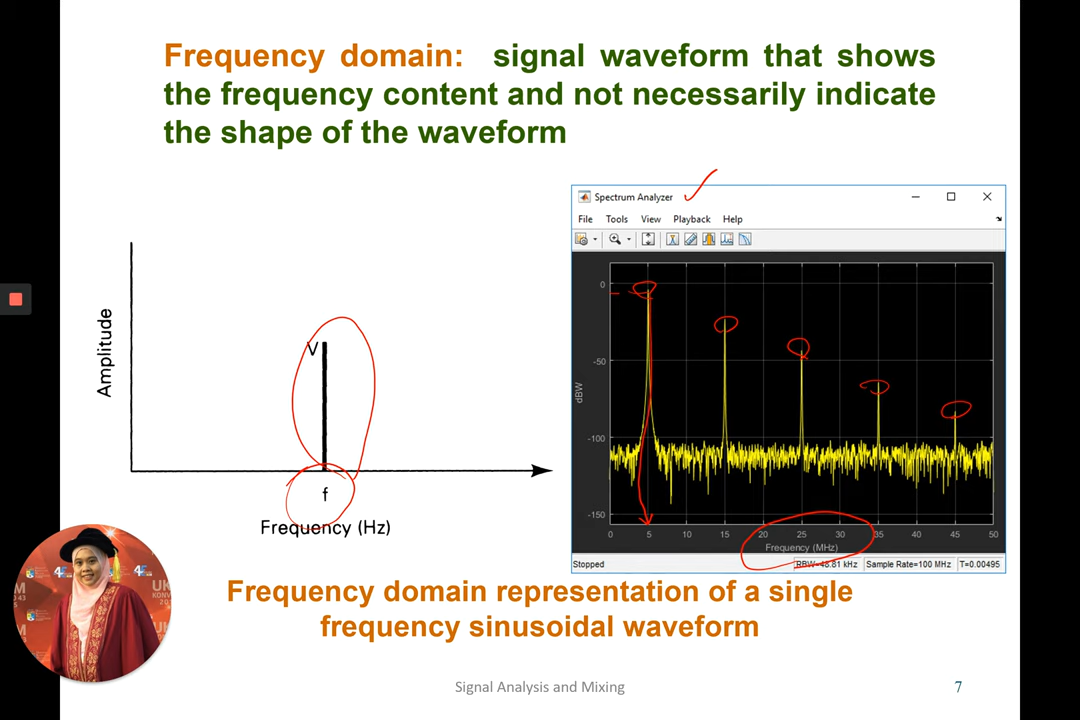 Frequency domain: signal waveform that shows
the frequency content and not necessarily indicate
the shape of the waveform
Amplitude
V
f
Frequency (Hz)
Spectrum Analyzer
File Tools View Playback Help
0
-50
-100
-150
dBW
0 5 10 15 20 25 30 35 40 45 50
Frequency (MHz)
Stopped RBW=48.81 kHz Sample Rate=100 MHz T=0.00495
Frequency domain representation of a single
frequency sinusoidal waveform
Signal Analysis and Mixing
7